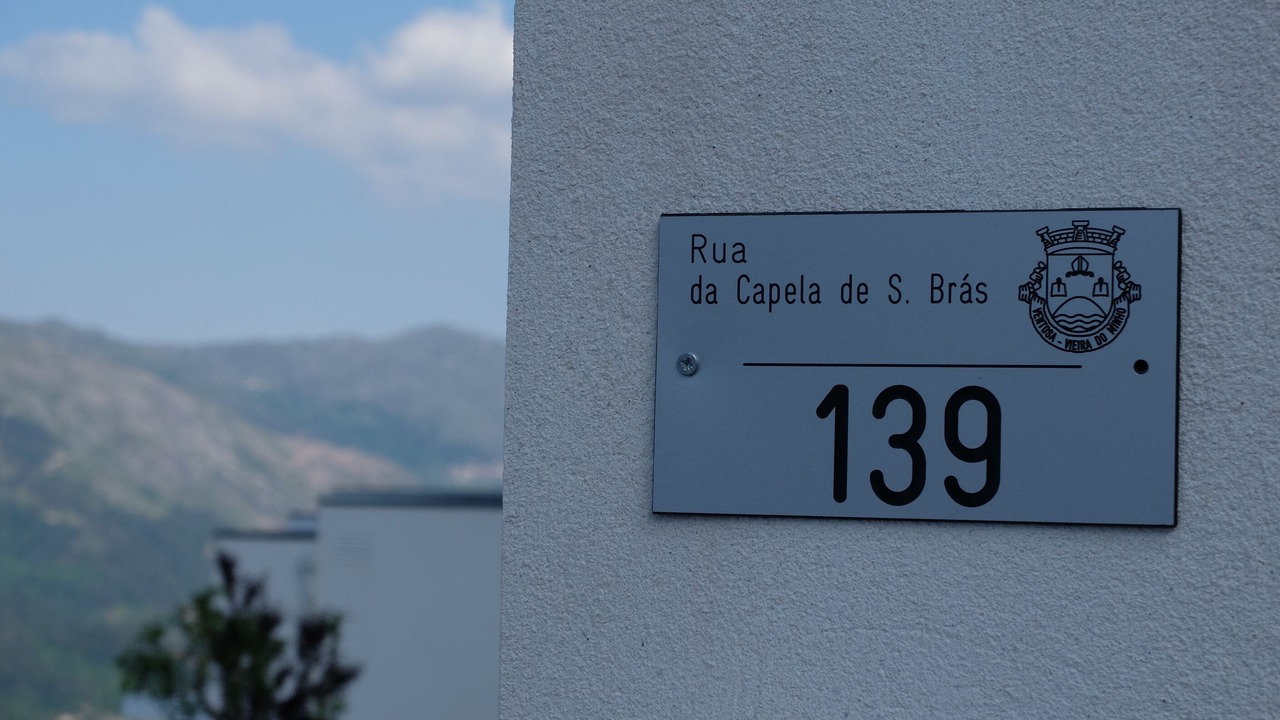 Rua
da Capela de S. Brás
VENTOSA - VIEIRA DO MINHO
139